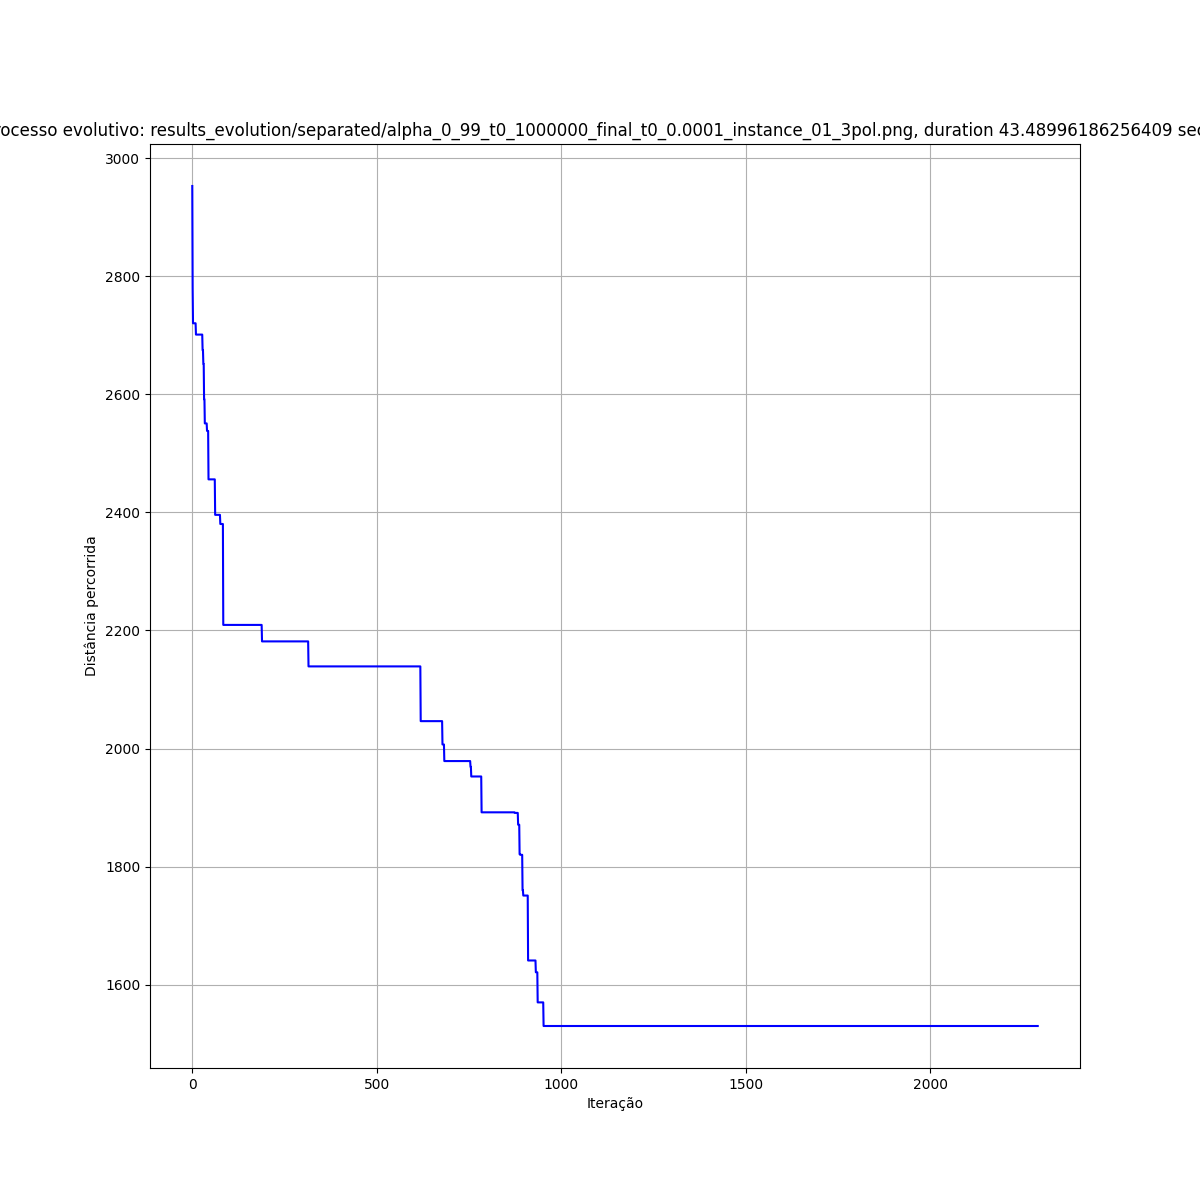 ocesso evolutivo: results_evolution/separated/alpha_0_99_t0_1000000_final_t0_0.0001_instance_01_3pol.png, duration 43.48996186256409 sec
3000
2800
2600
2400
2200
2000
1800
1600
Distância percorrida
0 500 1000 1500 2000
Iteração